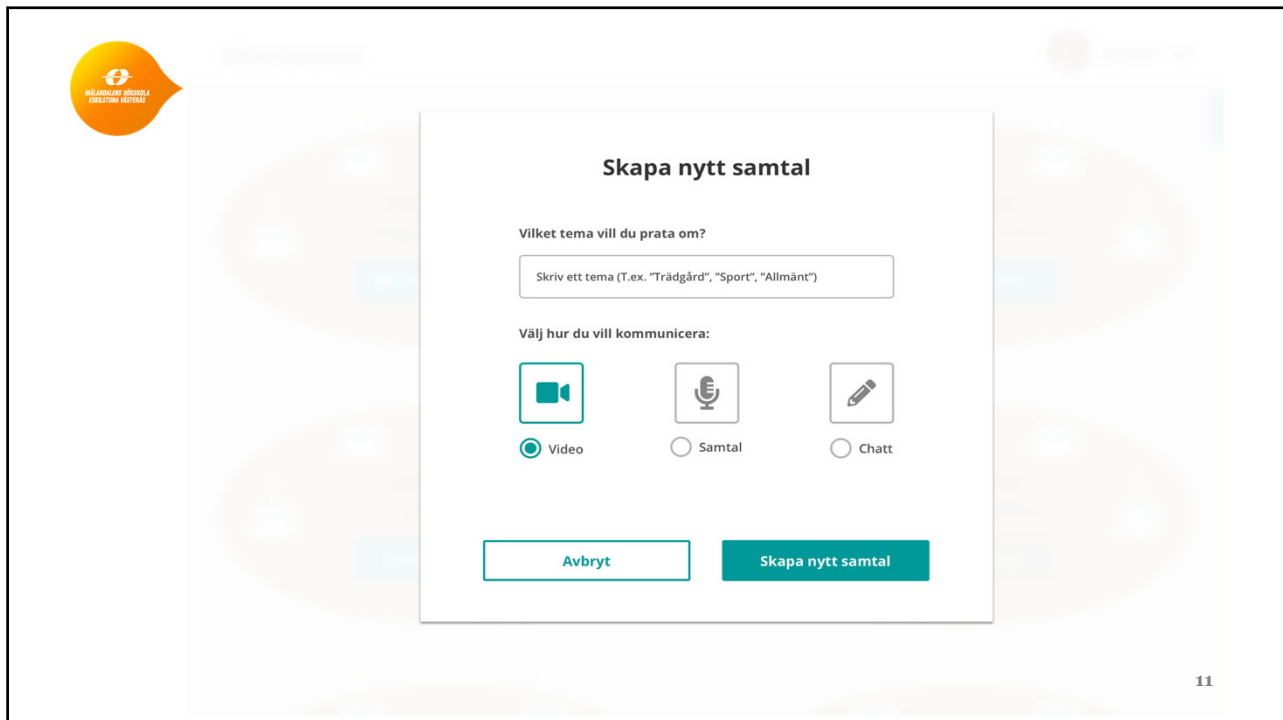 MÄLARDALENS HÖGSKOLA
ESKILSTUNA VÄSTERÅS
Skapa nytt samtal
Vilket tema vill du prata om?
Skriv ett tema (T.ex. ”Trädgård”, ”Sport”, ”Allmänt”)
Välj hur du vill kommunicera:
Video
Samtal
Chatt
Avbryt
Skapa nytt samtal
11